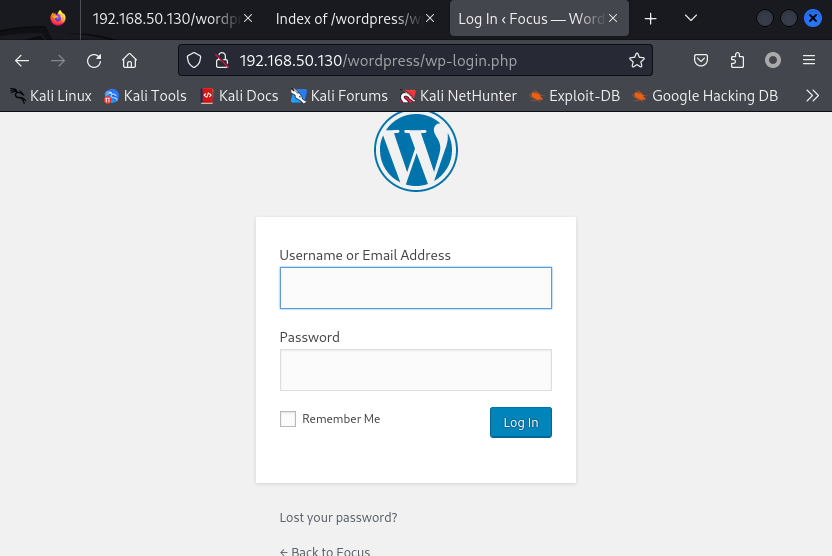 192.168.50.130/wordp
Index of /wordpress/w
Log In ‹ Focus — Word
192.168.50.130/wordpress/wp-login.php
Kali Linux
Kali Tools
Kali Docs
Kali Forums
Kali NetHunter
Exploit-DB
Google Hacking DB
Username or Email Address
Password
Remember Me
Log In
Lost your password?
← Back to Focus